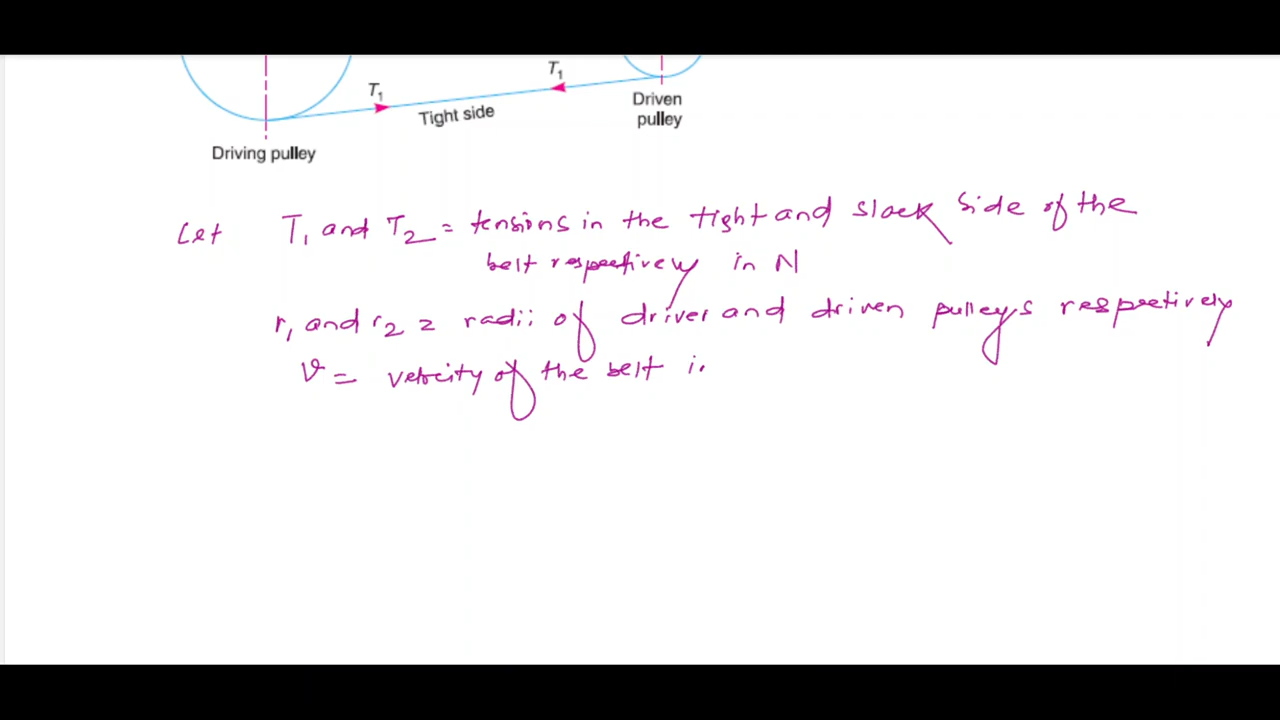 T1
T1
Tight side
Driven
pulley
Driving pulley
Let T1 and T2 = tensions in the tight and slack side of the
belt respectively in N
r1 and r2 = radii of driver and driven pulleys respectively
v = velocity of the belt i